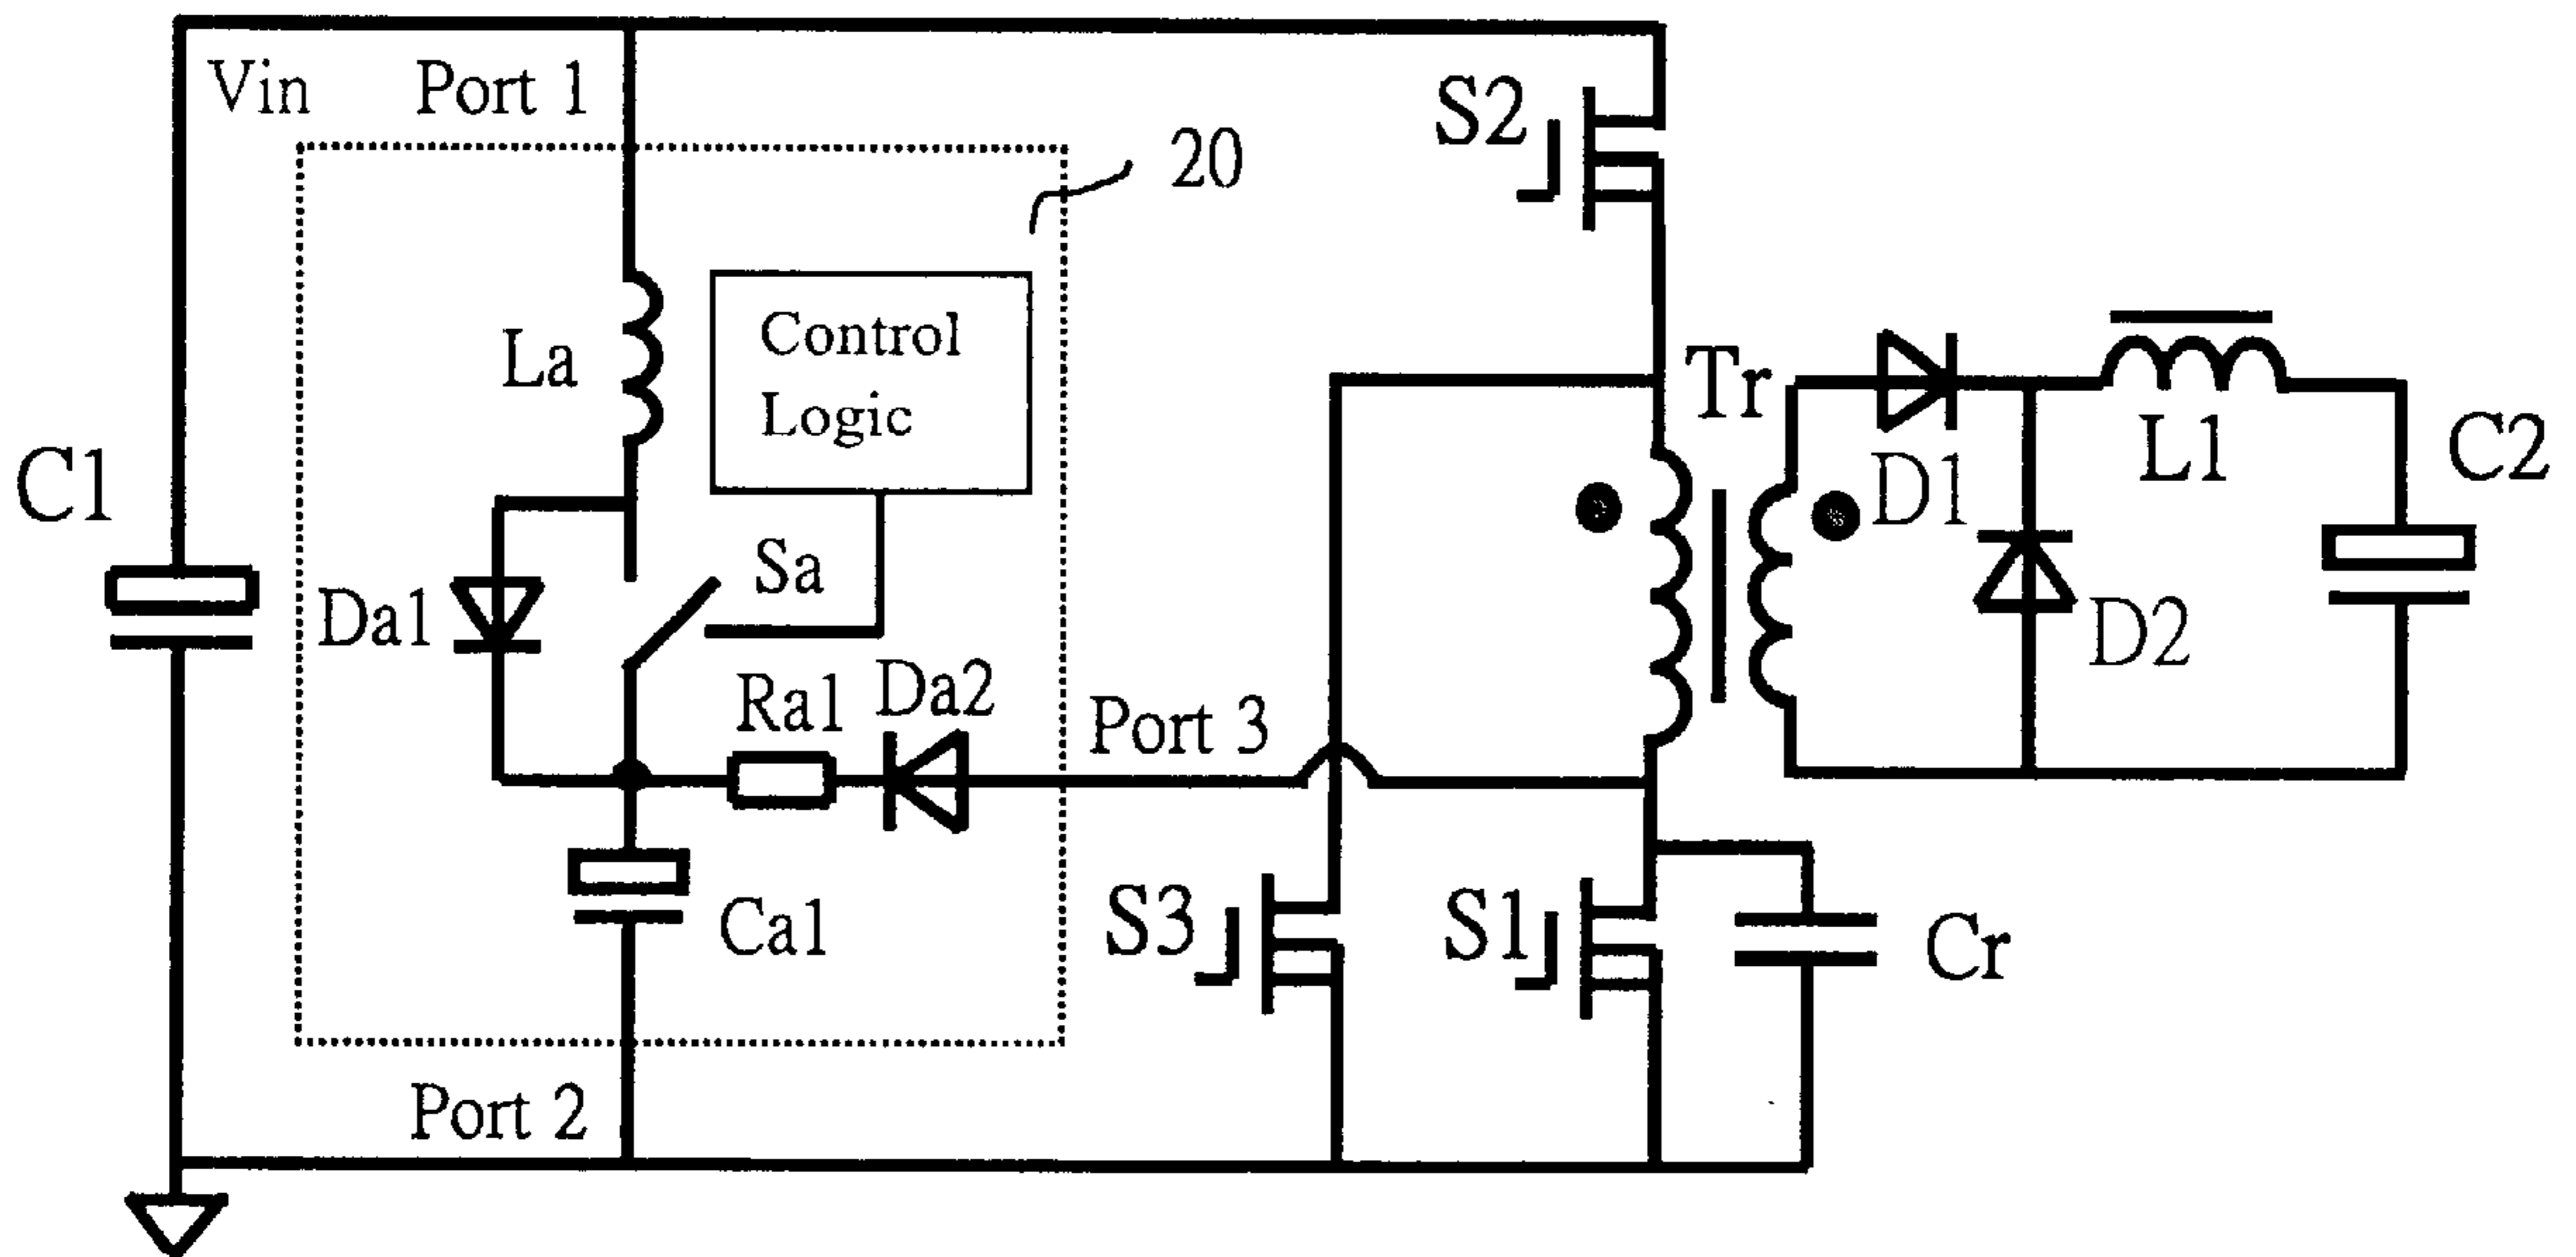 Vin
Port 1
S2
20
La
Control
Logic
Tr
C1
Sa
D1
L1
C2
Da1
Ra1
Da2
Port 3
D2
Ca1
S3
S1
Cr
Port 2